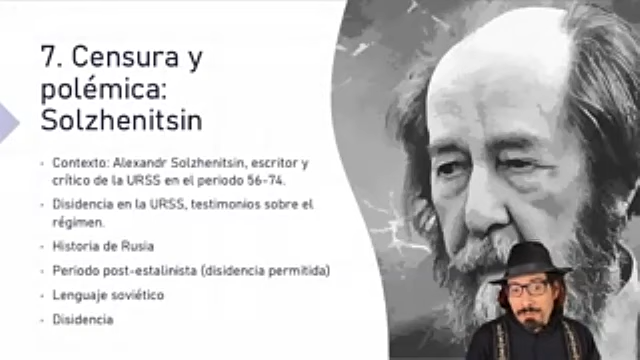 7. Censura y
polémica:
Solzhenitsin
• Contexto: Alexandr Solzhenitsin, escritor y
crítico de la URSS en el periodo 56-74.
• Disidencia en la URSS, testimonios sobre el
régimen.
• Historia de Rusia
• Periodo post-estalinista (disidencia permitida)
• Lenguaje soviético
• Disidencia